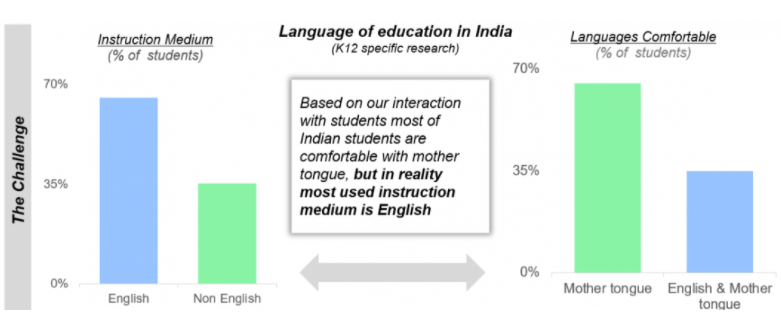 Language of education in India
(K12 specific research)
The Challenge
Instruction Medium
(% of students)
70%
35%
0%
English
Non English
Based on our interaction
with students most of
Indian students are
comfortable with mother
tongue, but in reality
most used instruction
medium is English
Languages Comfortable
(% of students)
70%
35%
0%
Mother tongue
English & Mother
tongue